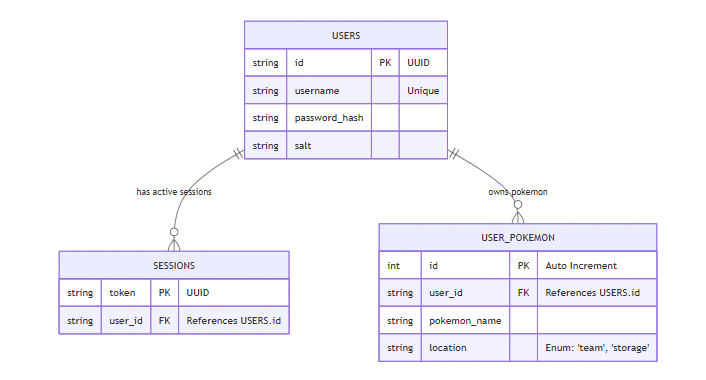 USERS
string id PK UUID
string username Unique
string password_hash
string salt
has active sessions
owns pokemon
SESSIONS
string token PK UUID
string user_id FK References USERS.id
USER_POKEMON
int id PK Auto Increment
string user_id FK References USERS.id
string pokemon_name
string location Enum: 'team', 'storage'